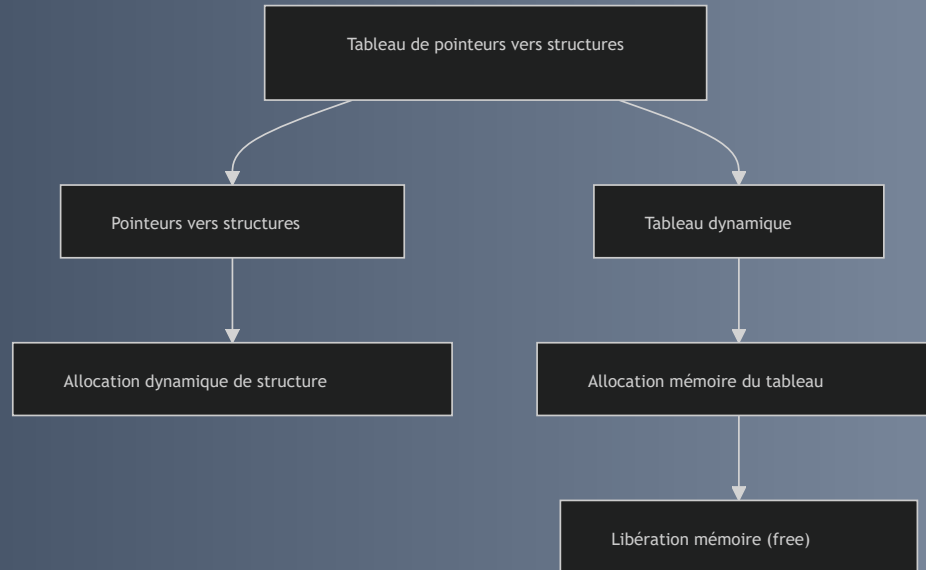 Tableau de pointeurs vers structures
Pointeurs vers structures
Tableau dynamique
Allocation dynamique de structure
Allocation mémoire du tableau
Libération mémoire (free)